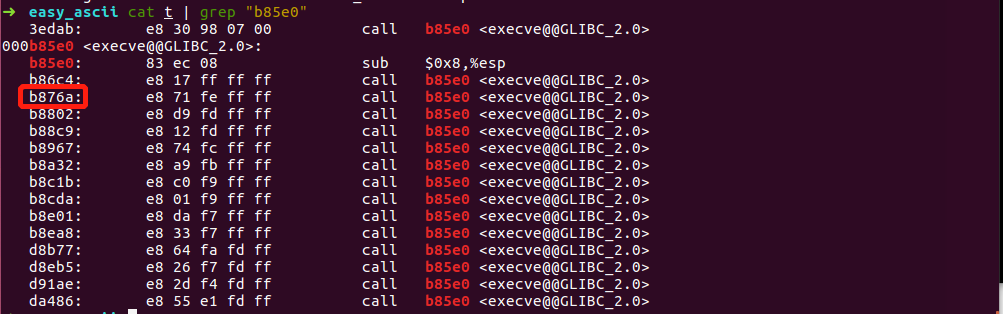 ➜ easy_ascii cat t | grep "b85e0"
3edab: e8 30 98 07 00 call b85e0 <execve@@GLIBC_2.0>
000b85e0 <execve@@GLIBC_2.0>:
b85e0: 83 ec 08 sub $0x8,%esp
b86c4: e8 17 ff ff ff call b85e0 <execve@@GLIBC_2.0>
b876a: e8 71 fe ff ff call b85e0 <execve@@GLIBC_2.0>
b8802: e8 d9 fd ff ff call b85e0 <execve@@GLIBC_2.0>
b88c9: e8 12 fd ff ff call b85e0 <execve@@GLIBC_2.0>
b8967: e8 74 fc ff ff call b85e0 <execve@@GLIBC_2.0>
b8a32: e8 a9 fb ff ff call b85e0 <execve@@GLIBC_2.0>
b8c1b: e8 c0 f9 ff ff call b85e0 <execve@@GLIBC_2.0>
b8cda: e8 01 f9 ff ff call b85e0 <execve@@GLIBC_2.0>
b8e01: e8 da f7 ff ff call b85e0 <execve@@GLIBC_2.0>
b8ea8: e8 33 f7 ff ff call b85e0 <execve@@GLIBC_2.0>
d8b77: e8 64 fa fd ff call b85e0 <execve@@GLIBC_2.0>
d8eb5: e8 26 f7 fd ff call b85e0 <execve@@GLIBC_2.0>
d91ae: e8 2d f4 fd ff call b85e0 <execve@@GLIBC_2.0>
da486: e8 55 e1 fd ff call b85e0 <execve@@GLIBC_2.0>